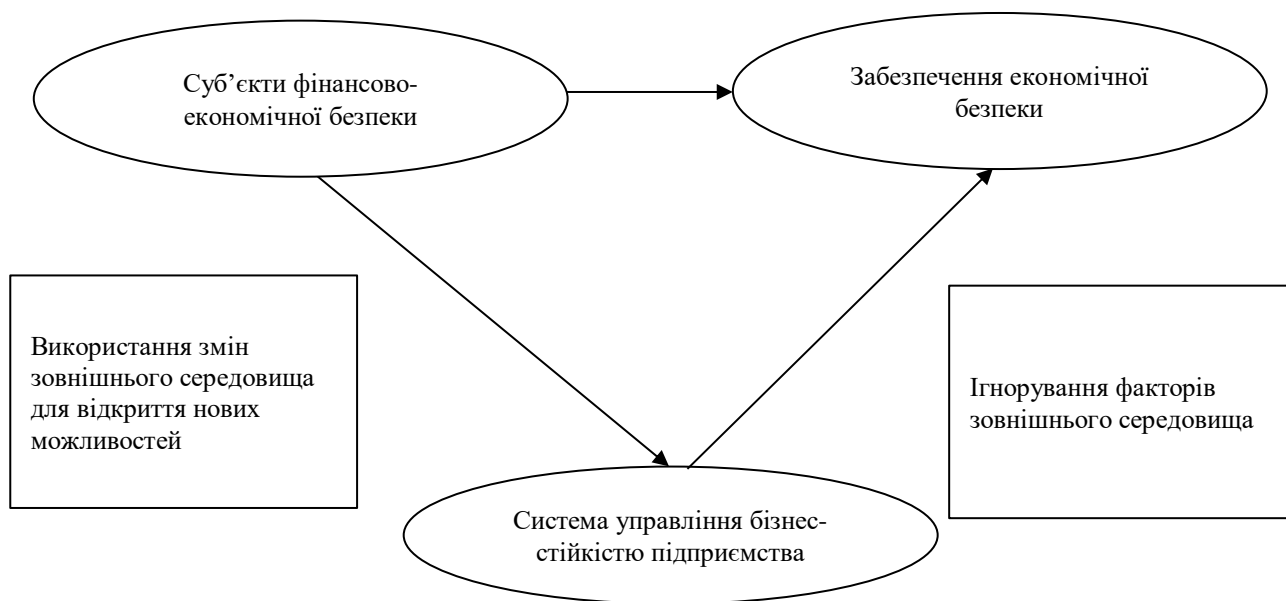 Суб’єкти фінансово-
економічної безпеки
Забезпечення економічної
безпеки
Використання змін
зовнішнього середовища
для відкриття нових
можливостей
Ігнорування факторів
зовнішнього середовища
Система управління бізнес-
стійкістю підприємства